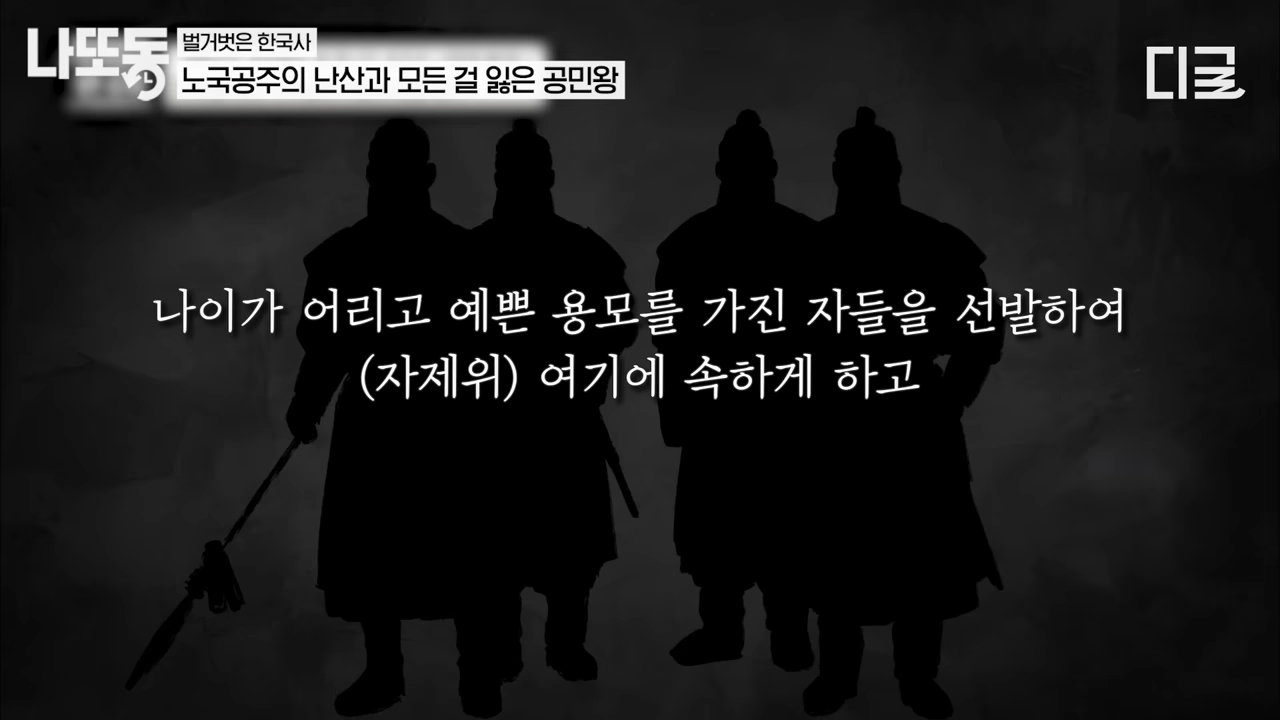 나또동
벌거벗은 한국사
노국공주의 난산과 모든 걸 잃은 공민왕
디글
나이가 어리고 예쁜 용모를 가진 자들을 선발하여
(자제위) 여기에 속하게 하고